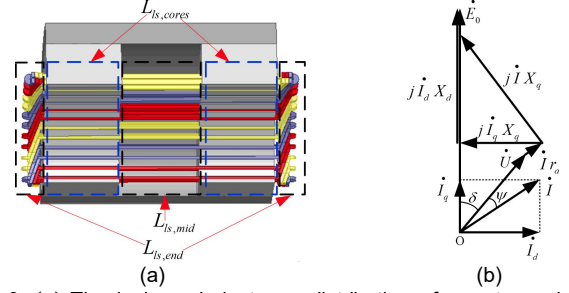 L_{ls,cores}
L_{ls,mid}
L_{ls,end}
(a)
Ė_0
j İ X_q
j İ_d X_d
j İ_q X_q
U̇
İ r_a
İ_q
δ
ψ
İ
O
İ_d
(b)